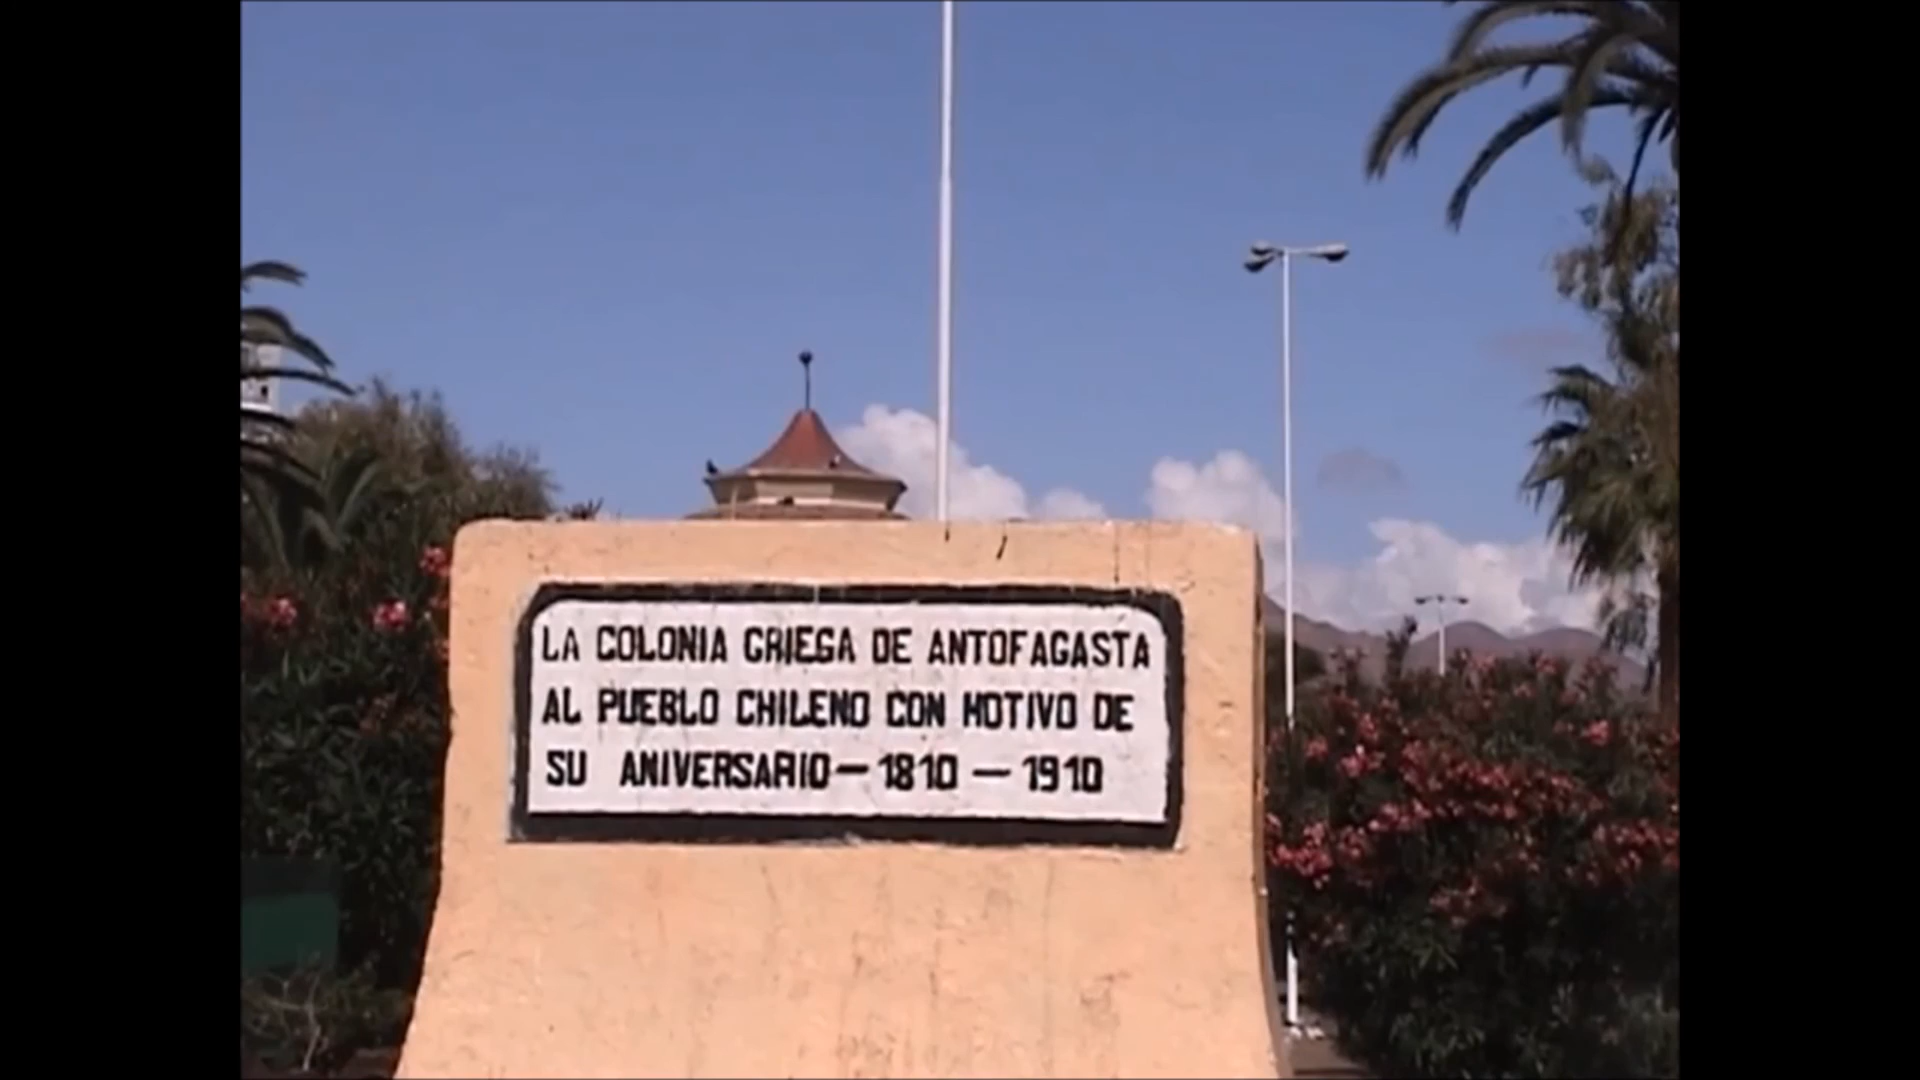 LA COLONIA GRIEGA DE ANTOFAGASTA
AL PUEBLO CHILENO CON MOTIVO DE
SU ANIVERSARIO — 1810 — 1910